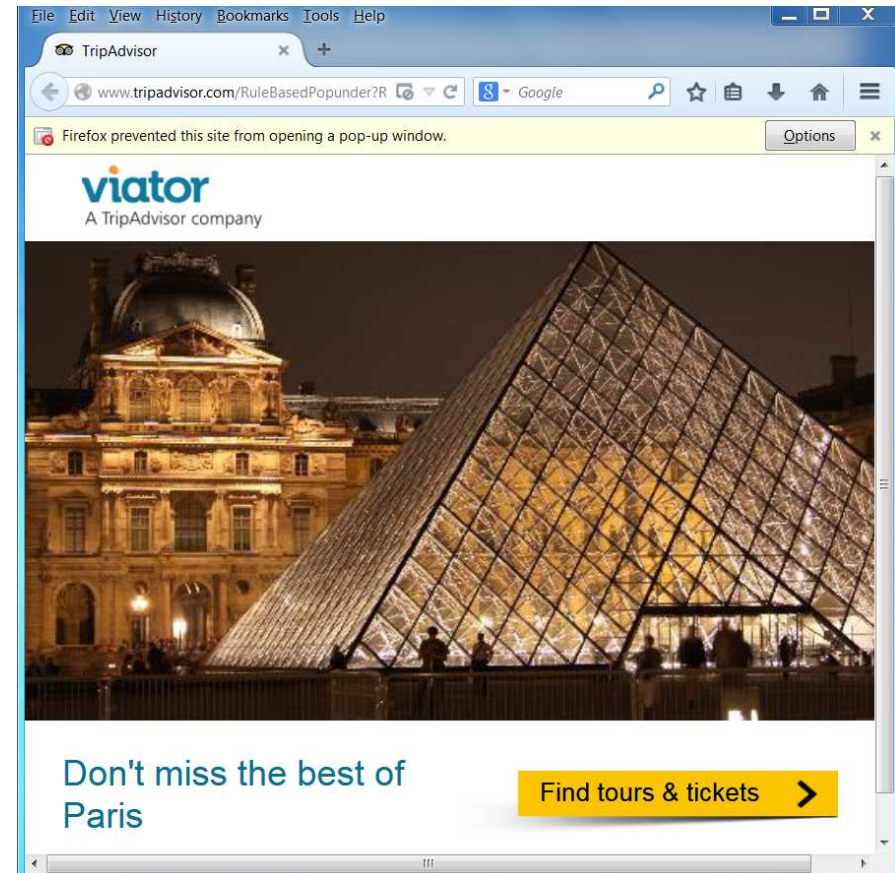 File Edit View History Bookmarks Tools Help
TripAdvisor
www.tripadvisor.com/RuleBasedPopunder?R
Google
Firefox prevented this site from opening a pop-up window.
Options
viator
A TripAdvisor company
Don't miss the best of
Paris
Find tours & tickets